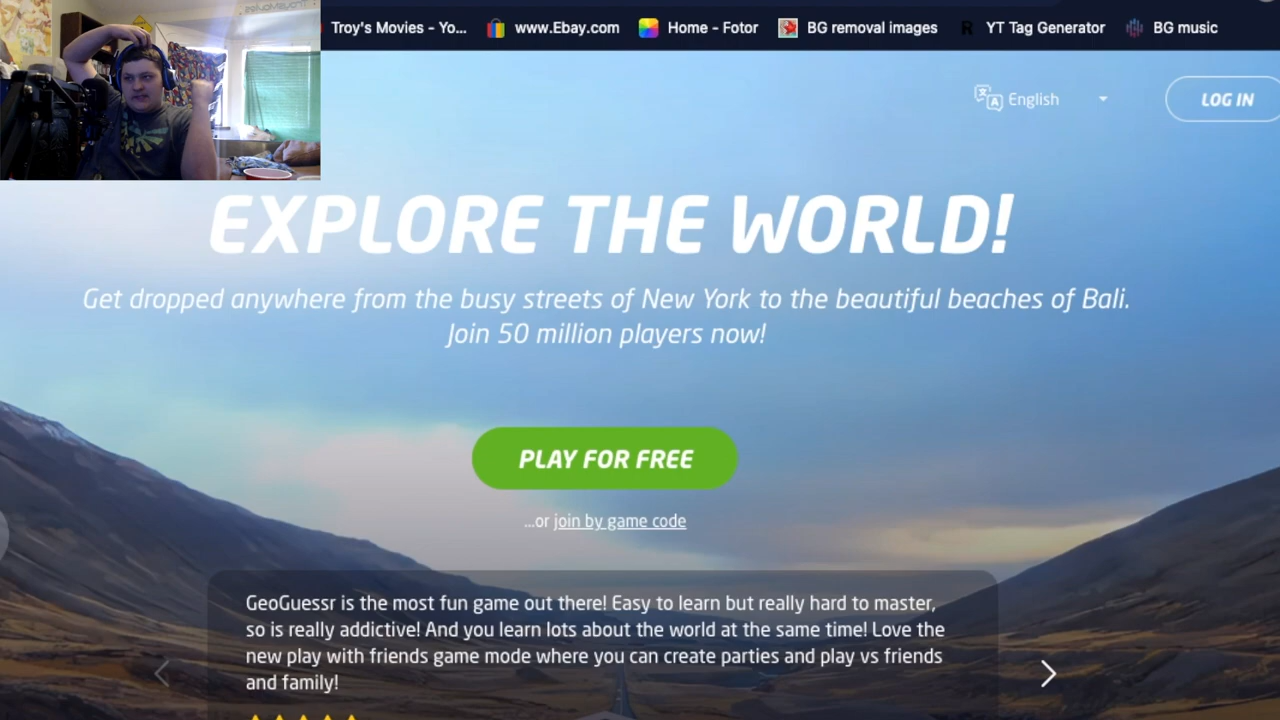 Troy's Movies - Yo...
www.Ebay.com
Home - Fotor
BG removal images
YT Tag Generator
BG music
English
LOG IN
EXPLORE THE WORLD!
Get dropped anywhere from the busy streets of New York to the beautiful beaches of Bali.
Join 50 million players now!
PLAY FOR FREE
...or join by game code
GeoGuessr is the most fun game out there! Easy to learn but really hard to master,
so is really addictive! And you learn lots about the world at the same time! Love the
new play with friends game mode where you can create parties and play vs friends
and family!